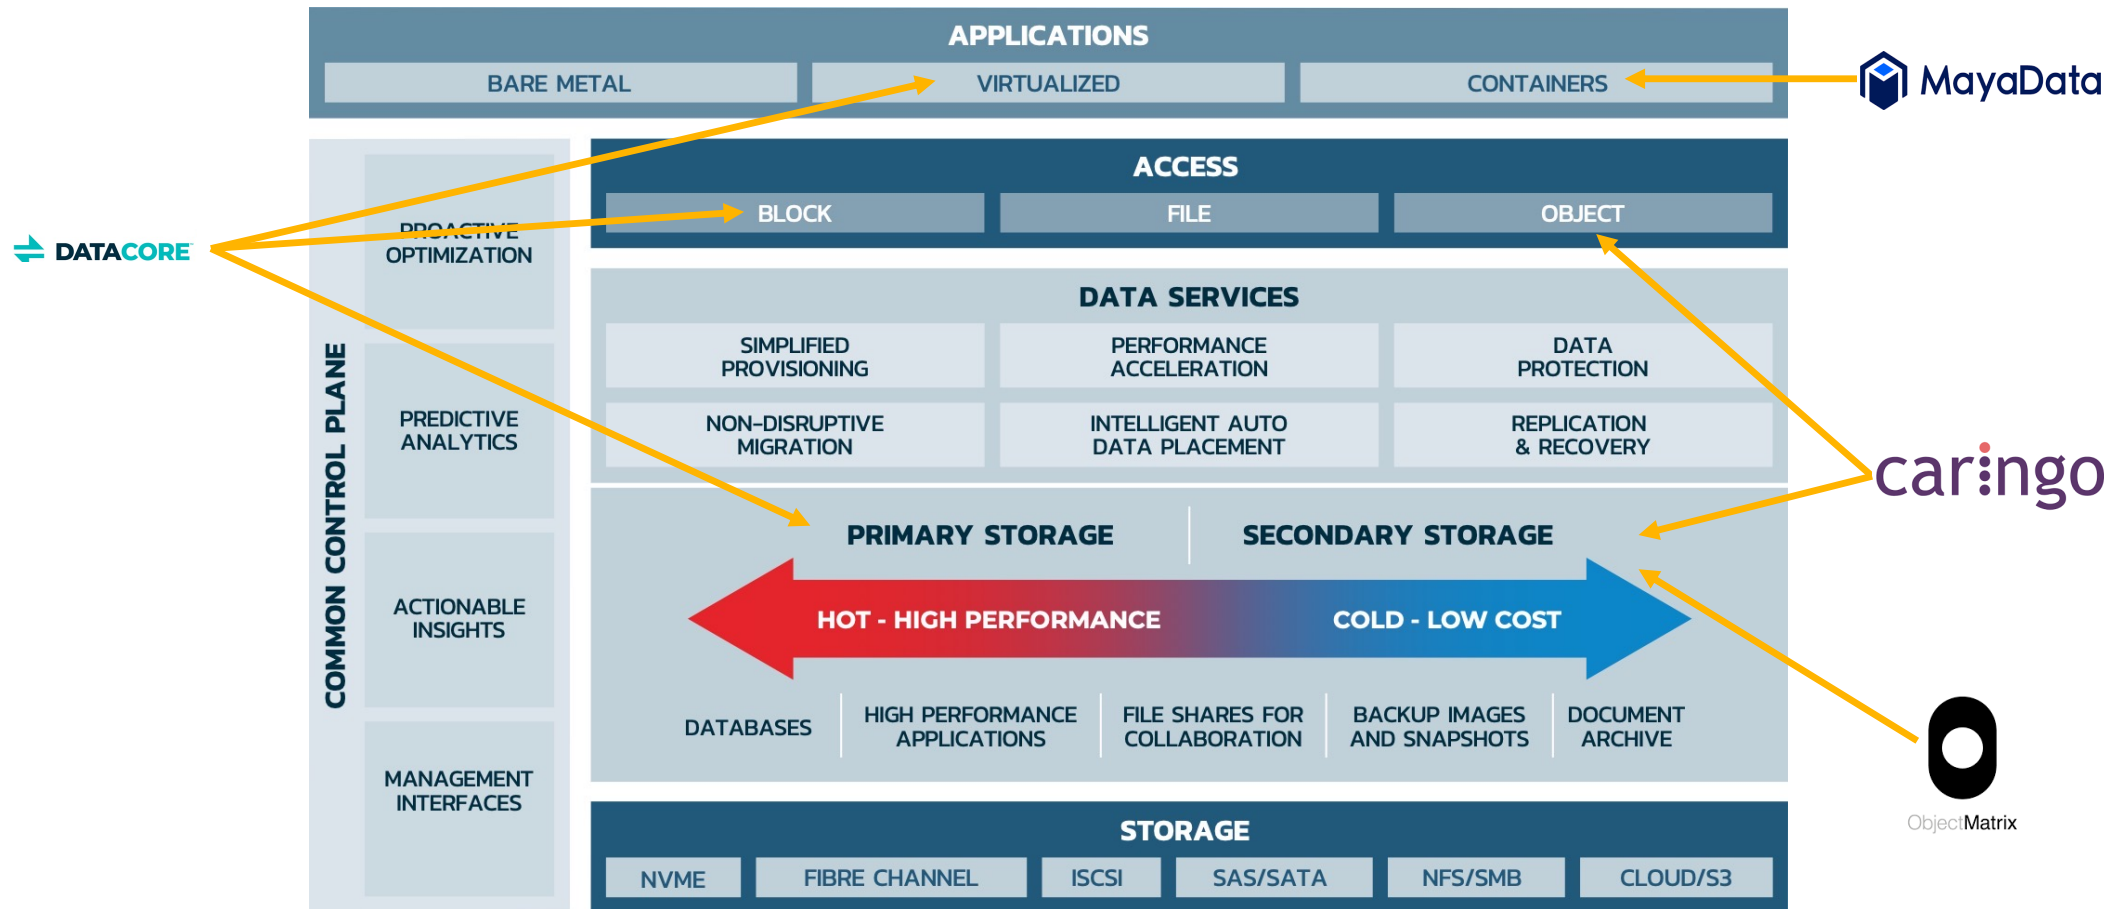 APPLICATIONS
BARE METAL
VIRTUALIZED
CONTAINERS
MayaData
DATACORE
COMMON CONTROL PLANE
PROACTIVE
OPTIMIZATION
PREDICTIVE
ANALYTICS
ACTIONABLE
INSIGHTS
MANAGEMENT
INTERFACES
ACCESS
BLOCK
FILE
OBJECT
DATA SERVICES
SIMPLIFIED
PROVISIONING
PERFORMANCE
ACCELERATION
DATA
PROTECTION
NON-DISRUPTIVE
MIGRATION
INTELLIGENT AUTO
DATA PLACEMENT
REPLICATION
& RECOVERY
caringo
PRIMARY STORAGE
SECONDARY STORAGE
HOT - HIGH PERFORMANCE
COLD - LOW COST
DATABASES
HIGH PERFORMANCE
APPLICATIONS
FILE SHARES FOR
COLLABORATION
BACKUP IMAGES
AND SNAPSHOTS
DOCUMENT
ARCHIVE
ObjectMatrix
STORAGE
NVME
FIBRE CHANNEL
ISCSI
SAS/SATA
NFS/SMB
CLOUD/S3